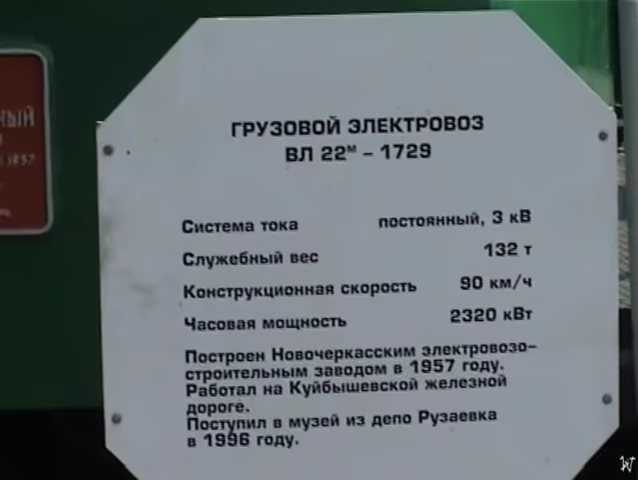 ГРУЗОВОЙ ЭЛЕКТРОВОЗ
ВЛ 22ᴹ – 1729
Система тока постоянный, 3 кВ
Служебный вес 132 т
Конструкционная скорость 90 км/ч
Часовая мощность 2320 кВт
Построен Новочеркасским электровозо-
строительным заводом в 1957 году.
Работал на Куйбышевской железной
дороге.
Поступил в музей из депо Рузаевка
в 1996 году.
1957